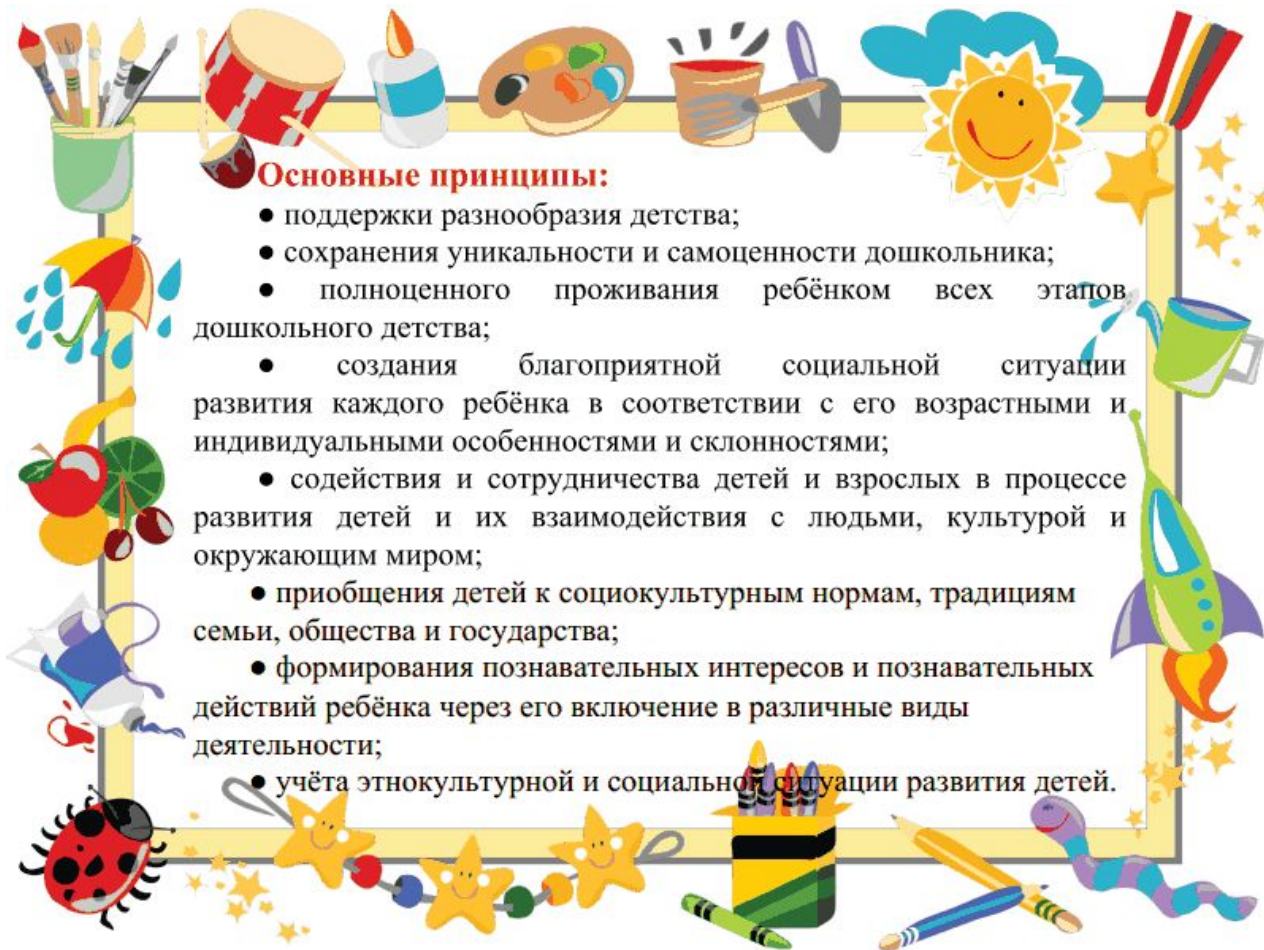 Основные принципы:
● поддержки разнообразия детства;
● сохранения уникальности и самоценности дошкольника;
● полноценного проживания ребёнком всех этапов
дошкольного детства;
● создания благоприятной социальной ситуации
развития каждого ребёнка в соответствии с его возрастными и
индивидуальными особенностями и склонностями;
● содействия и сотрудничества детей и взрослых в процессе
развития детей и их взаимодействия с людьми, культурой и
окружающим миром;
● приобщения детей к социокультурным нормам, традициям
семьи, общества и государства;
● формирования познавательных интересов и познавательных
действий ребёнка через его включение в различные виды
деятельности;
● учёта этнокультурной и социальной ситуации развития детей.